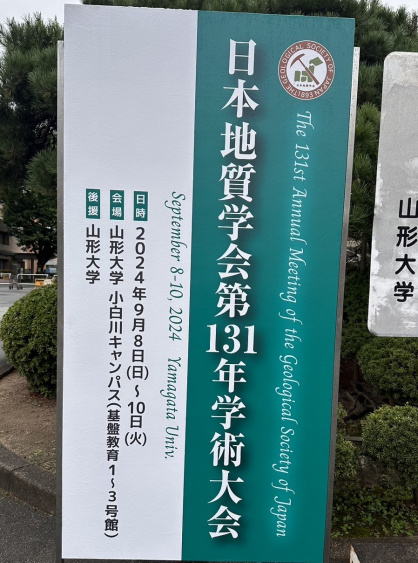 The 131st Annual Meeting of the Geological Society of Japan
日本地質学会第131年学術大会
September 8-10, 2024 Yamagata Univ.
日時 2024年9月8日(日)~10日(火)
会場 山形大学 小白川キャンパス(基盤教育1~3号館)
後援 山形大学
山形大学